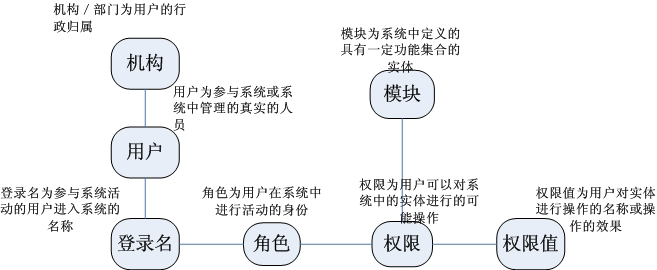 机构/部门为用户的行
政归属
机构
用户为参与系统或系
统中管理的真实的人
员
用户
登录名为参与系统活
动的用户进入系统的
名称
登录名
角色为用户在系统中
进行活动的身份
角色
模块为系统中定义的
具有一定功能集合的
实体
模块
权限为用户可以对系
统中的实体进行的可
能操作
权限
权限值为用户对实体
进行操作的名称或操
作的效果
权限值